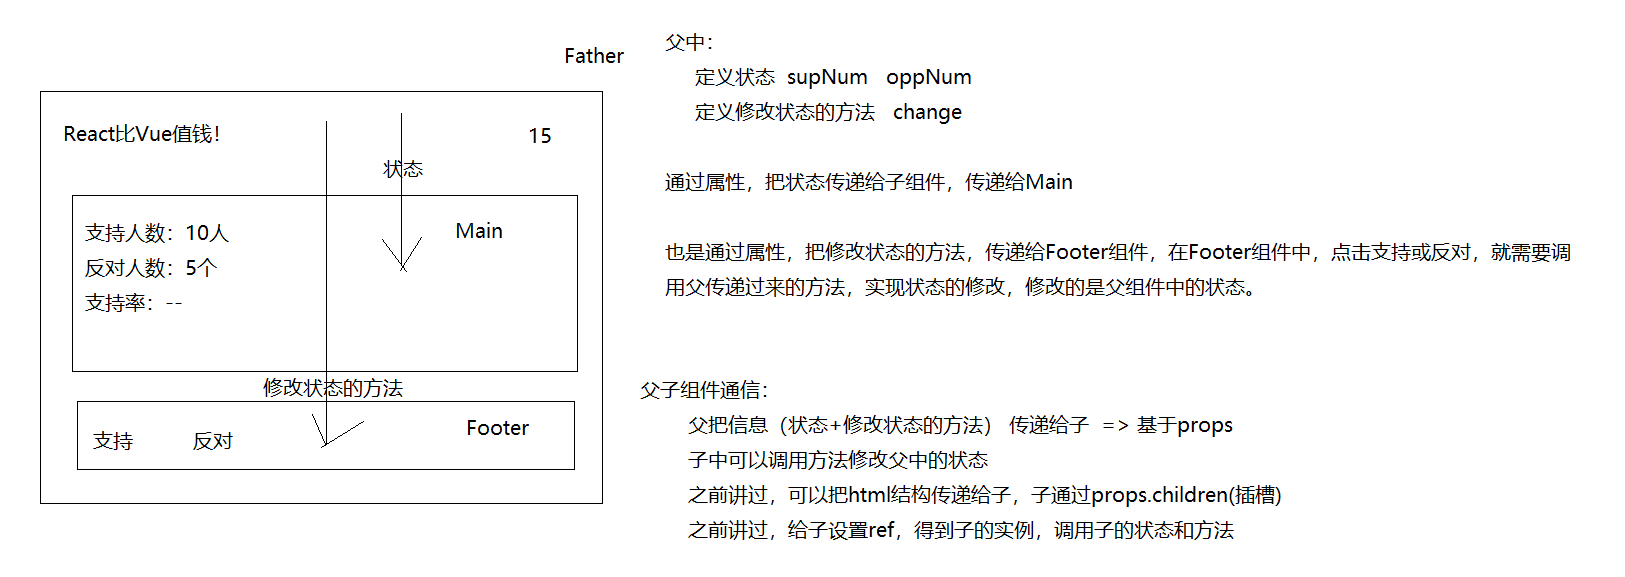 Father
React比Vue值钱！
15
状态
支持人数：10人
Main
反对人数：5个
支持率：--
修改状态的方法
支持
反对
Footer
父中：
定义状态 supNum oppNum
定义修改状态的方法 change
通过属性，把状态传递给子组件，传递给Main
也是通过属性，把修改状态的方法，传递给Footer组件，在Footer组件中，点击支持或反对，就需要调
用父传递过来的方法，实现状态的修改，修改的是父组件中的状态。
父子组件通信：
父把信息（状态+修改状态的方法） 传递给子 => 基于props
子中可以调用方法修改父中的状态
之前讲过，可以把html结构传递给子，子通过props.children(插槽)
之前讲过，给子设置ref，得到子的实例，调用子的状态和方法